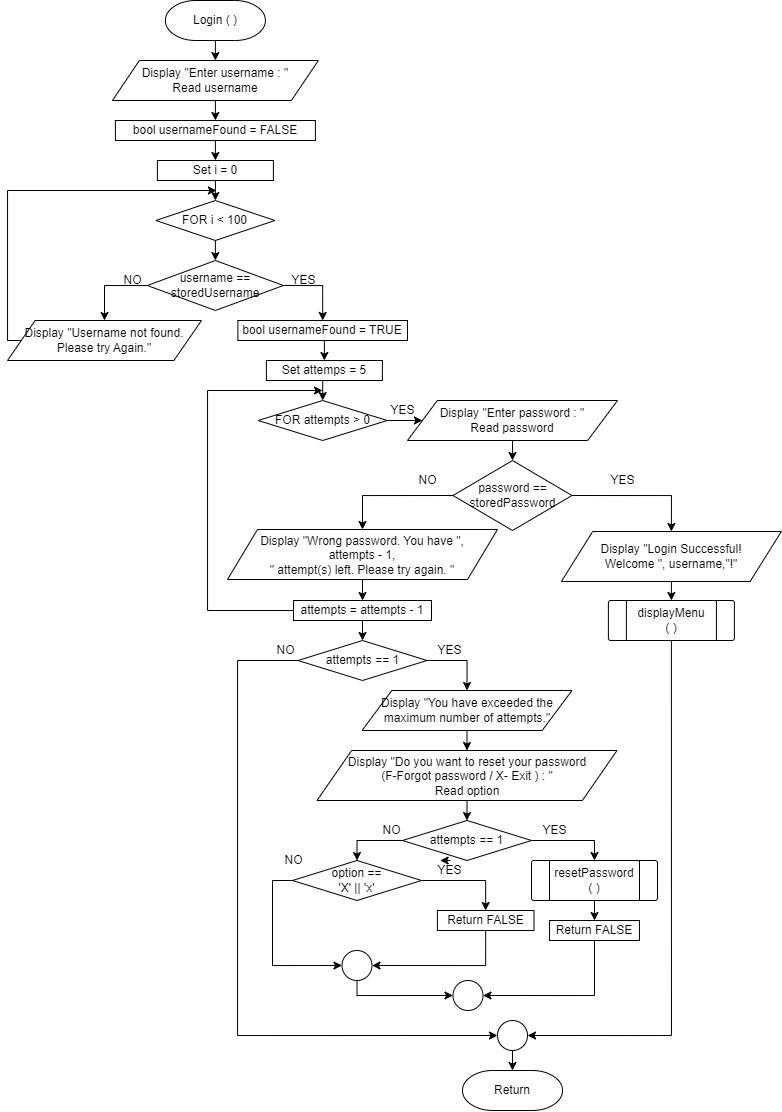 Login ( )
Display "Enter username : "
Read username
bool usernameFound = FALSE
Set i = 0
FOR i < 100
NO
username ==
storedUsername
YES
Display "Username not found.
Please try Again."
bool usernameFound = TRUE
Set attemps = 5
FOR attempts > 0
YES
Display "Enter password : "
Read password
NO
password ==
storedPassword
YES
Display "Wrong password. You have ",
attempts - 1,
" attempt(s) left. Please try again. "
Display "Login Successful!
Welcome ", username,"!"
attempts = attempts - 1
displayMenu
( )
NO
attempts == 1
YES
Display "You have exceeded the
maximum number of attempts."
Display "Do you want to reset your password
(F-Forgot password / X- Exit ) : "
Read option
NO
attempts == 1
YES
NO
option ==
'X' || 'x'
YES
resetPassword
( )
Return FALSE
Return FALSE
Return